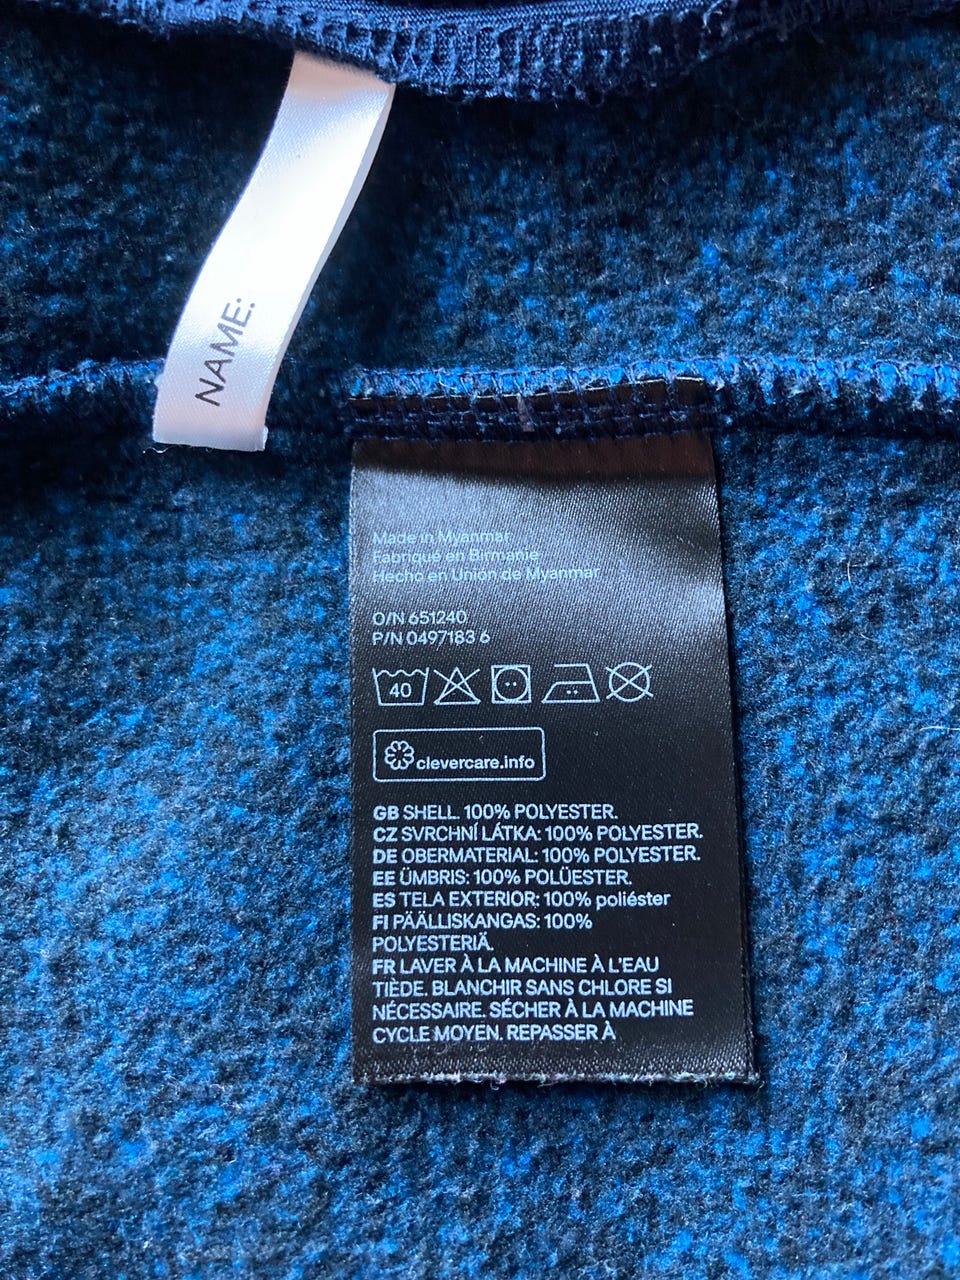 NAME:
Made in Myanmar
Fabriqué en Birmanie
Hecho en Unión de Myanmar
O/N 651240
P/N 0497183 6
40
clevercare.info
GB SHELL. 100% POLYESTER.
CZ SVRCHNÍ LÁTKA: 100% POLYESTER.
DE OBERMATERIAL: 100% POLYESTER.
EE ÜMBRIS: 100% POLÜESTER.
ES TELA EXTERIOR: 100% poliéster
FI PÄÄLLISKANGAS: 100%
POLYESTERIÄ.
FR LAVER À LA MACHINE À L'EAU
TIÈDE. BLANCHIR SANS CHLORE SI
NÉCESSAIRE. SÉCHER À LA MACHINE
CYCLE MOYEN. REPASSER À